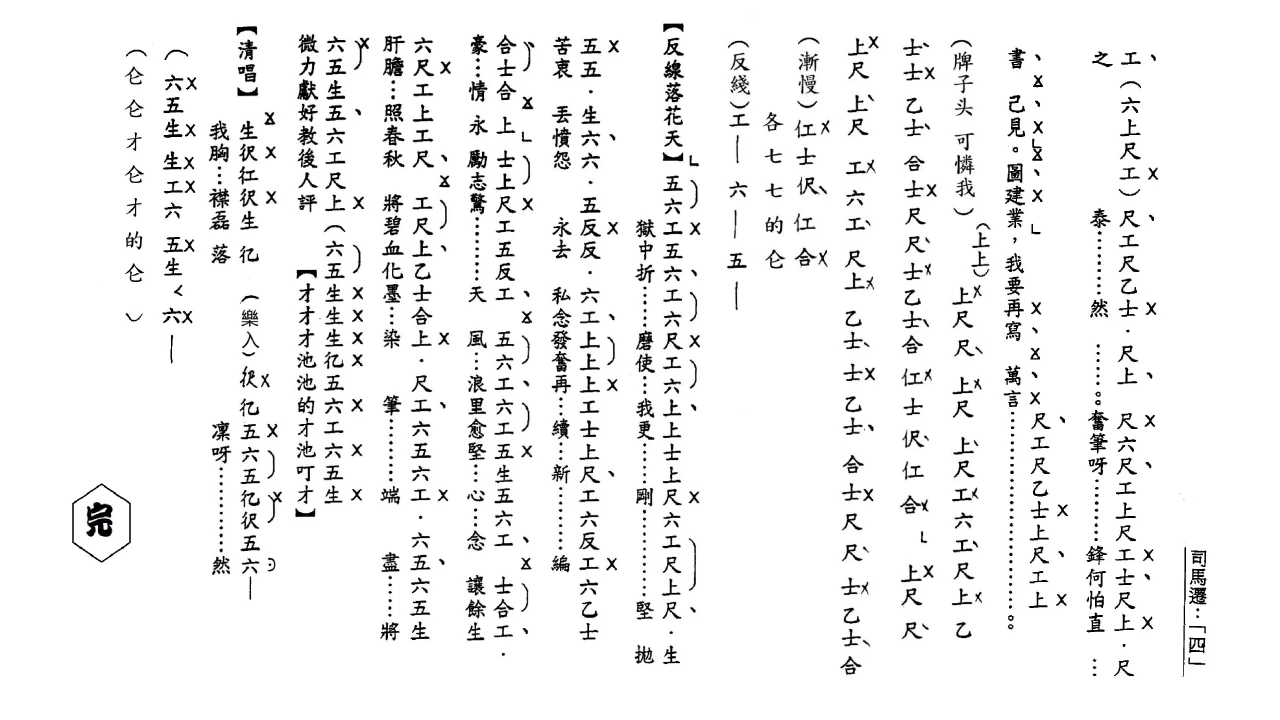 司馬遷：「四」
工（六上尺工）尺工尺乙士．尺上 尺六尺工上尺工士尺上．尺
之 泰…………然 ……。奮筆呀………鋒何怕直 …
尺工尺乙士上尺工上
書 己見。圖建業，我要再寫 萬言…………………。
（牌子头 可憐我）（上上）上尺尺 上尺 上尺工六工尺上乙
士士乙士合士尺尺士乙士合仜士伬仜合 上尺尺
上尺上尺工六工尺上乙士士乙士合士尺尺士乙士合
（漸慢）仜士伬仜合
各七七的仑
（反綫）工—六—五—
【反線落花天】五六工五六工六尺工六上上士上尺六工尺上尺．生
獄中折……磨使…我更…剛…………堅 拋
五五．生六六．五反反．六工上上上工士上尺工六反工六乙士
苦衷 丟憤怨 永去 私念發奮再…續…新…………編
合士合上士上尺工五反工 五六工六工五生五六工 士合工．
豪…情永勵志驚………天 風…浪里愈堅…心…念 讓餘生
六尺工上工尺 工尺上乙士合上．尺工六五六工．六五六五生
肝膽…照春秋 將碧血化墨…染 筆………端 盡……將
六五生五六工尺上（六五生生生亿五六工六五生
微力獻好教後人評 【才才才池池的才池叮才】
【清唱】生伬仜伬生亿（樂入）伬亿五六五亿伬五六—
我胸…襟磊落 凜呀…………然
（六五生生工六 五生ㄑ六—
（仑仑才仑才的仑）
完